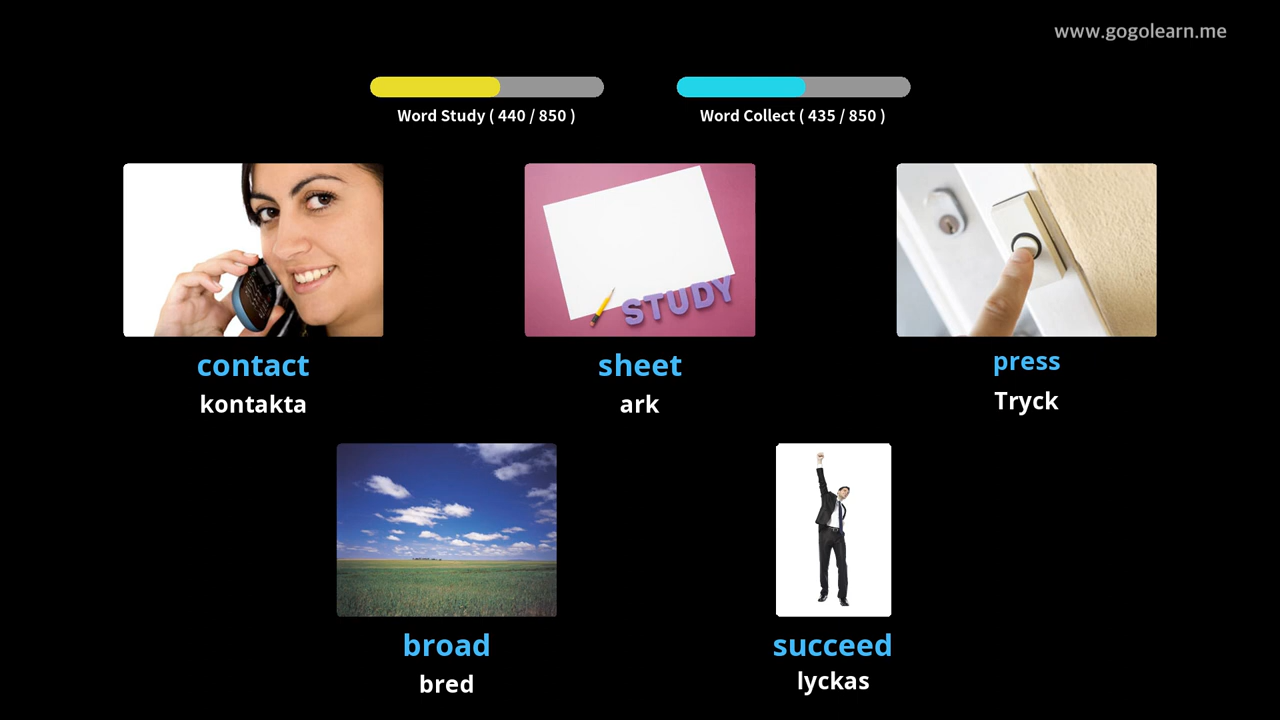 www.gogolearn.me
Word Study ( 440 / 850 )
Word Collect ( 435 / 850 )
STUDY
contact
kontakta
sheet
ark
press
Tryck
broad
bred
succeed
lyckas